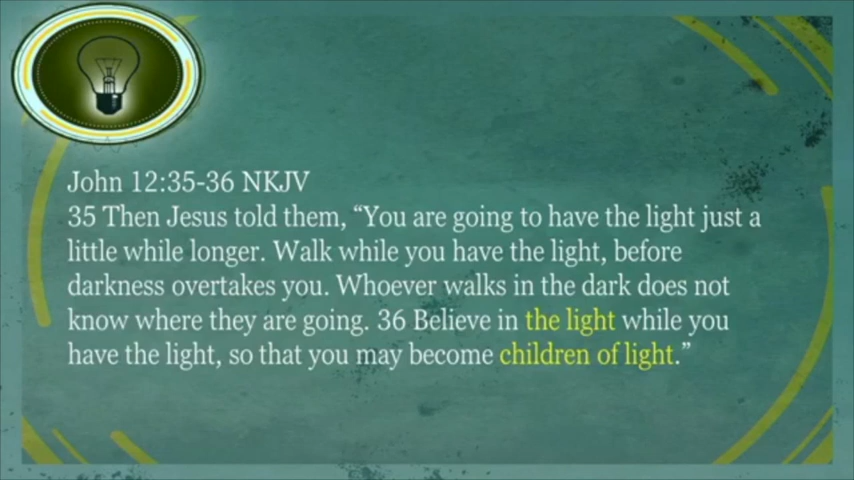 John 12:35-36 NKJV
35 Then Jesus told them, “You are going to have the light just a
little while longer. Walk while you have the light, before
darkness overtakes you. Whoever walks in the dark does not
know where they are going. 36 Believe in the light while you
have the light, so that you may become children of light.”